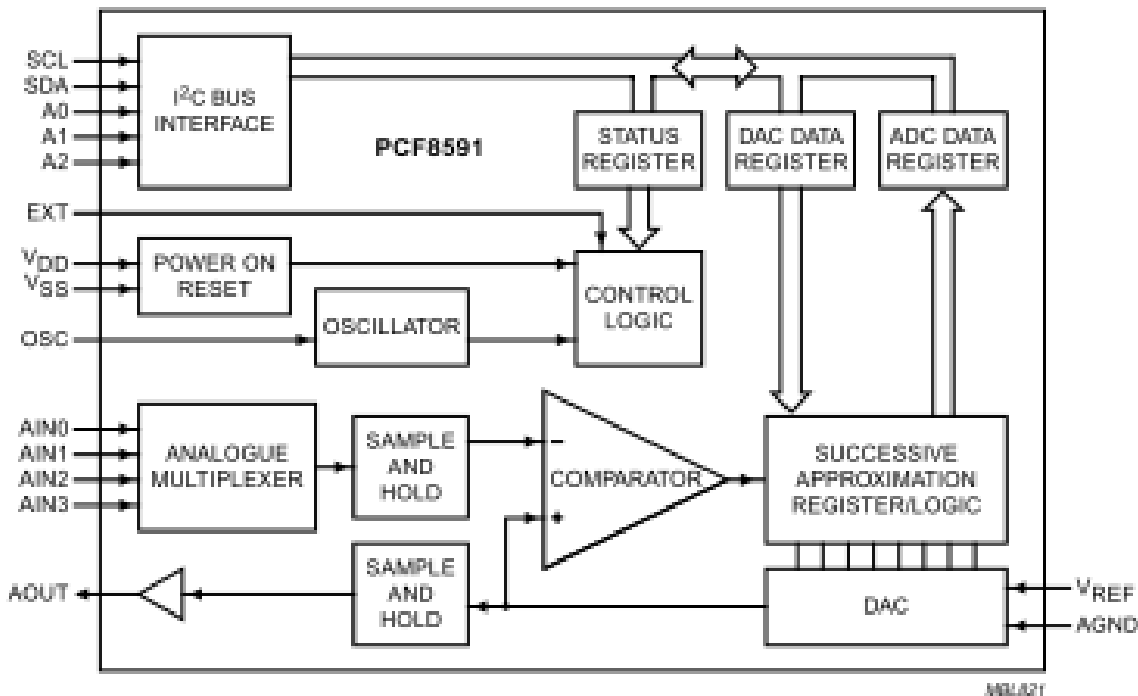 SCL
SDA
A0
A1
A2
I²C BUS
INTERFACE
PCF8591
STATUS
REGISTER
DAC DATA
REGISTER
ADC DATA
REGISTER
EXT
VDD
VSS
POWER ON
RESET
OSC
OSCILLATOR
CONTROL
LOGIC
AIN0
AIN1
AIN2
AIN3
ANALOGUE
MULTIPLEXER
SAMPLE
AND
HOLD
−
COMPARATOR
+
SUCCESSIVE
APPROXIMATION
REGISTER/LOGIC
AOUT
SAMPLE
AND
HOLD
DAC
VREF
AGND
MBL821